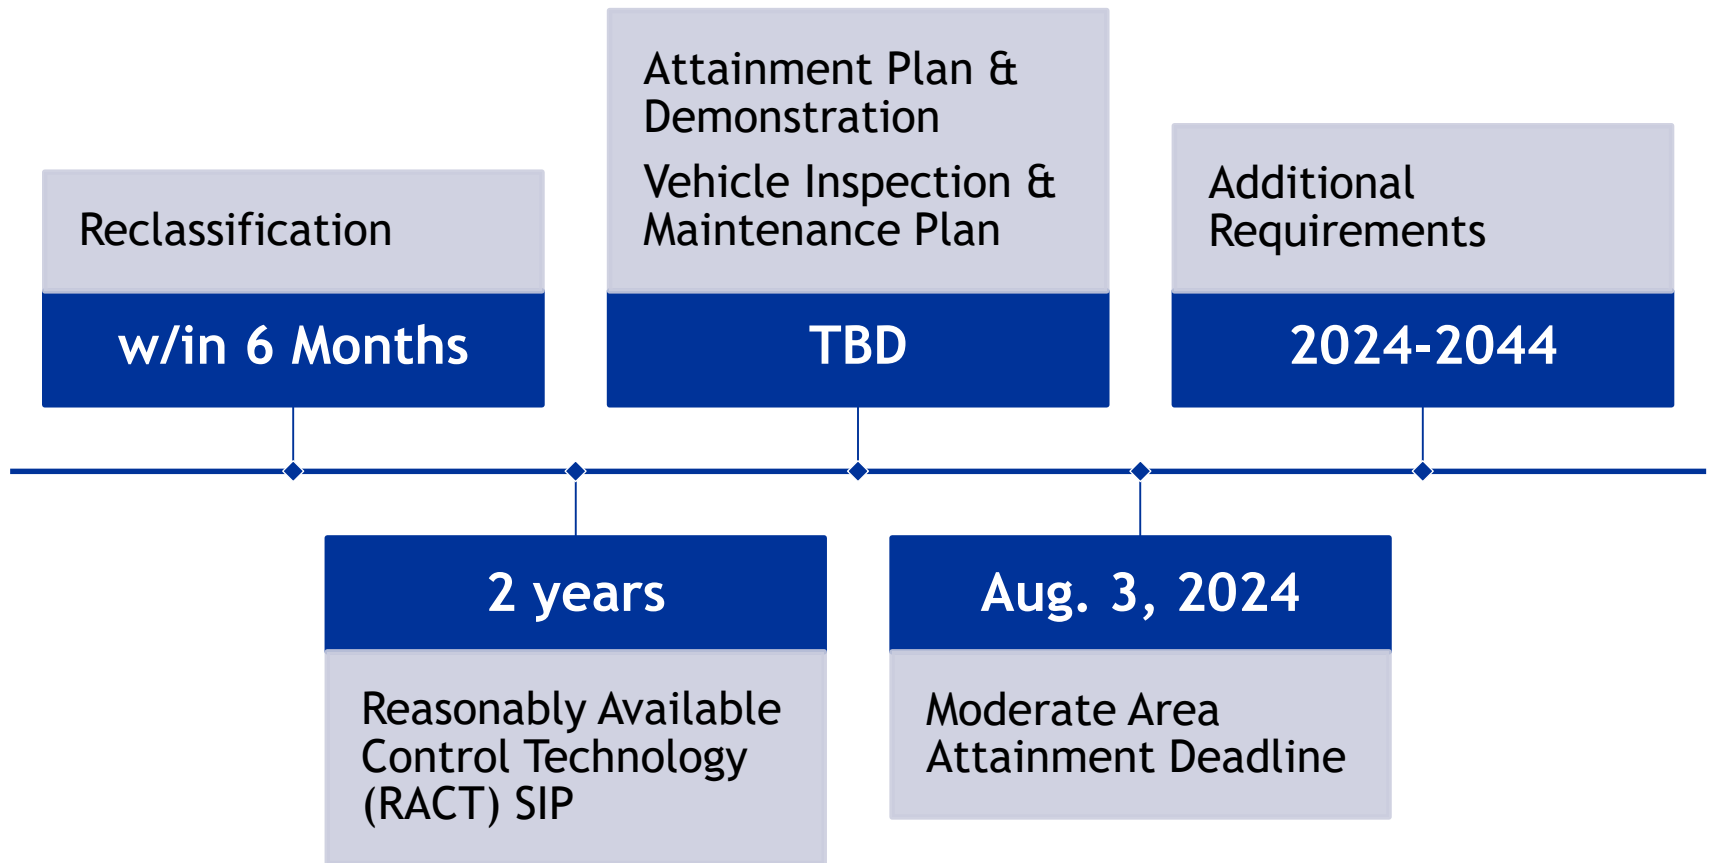 Reclassification
w/in 6 Months
2 years
Reasonably Available
Control Technology
(RACT) SIP
Attainment Plan &
Demonstration
Vehicle Inspection &
Maintenance Plan
TBD
Aug. 3, 2024
Moderate Area
Attainment Deadline
Additional
Requirements
2024-2044